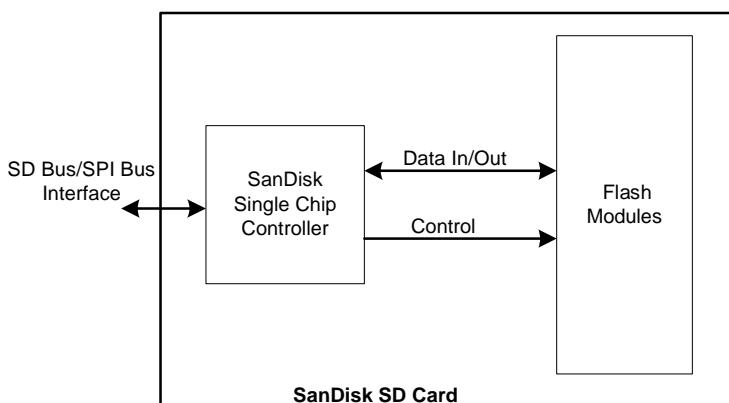 SD Bus/SPI Bus
Interface
SanDisk
Single Chip
Controller
Data In/Out
Control
Flash
Modules
SanDisk SD Card